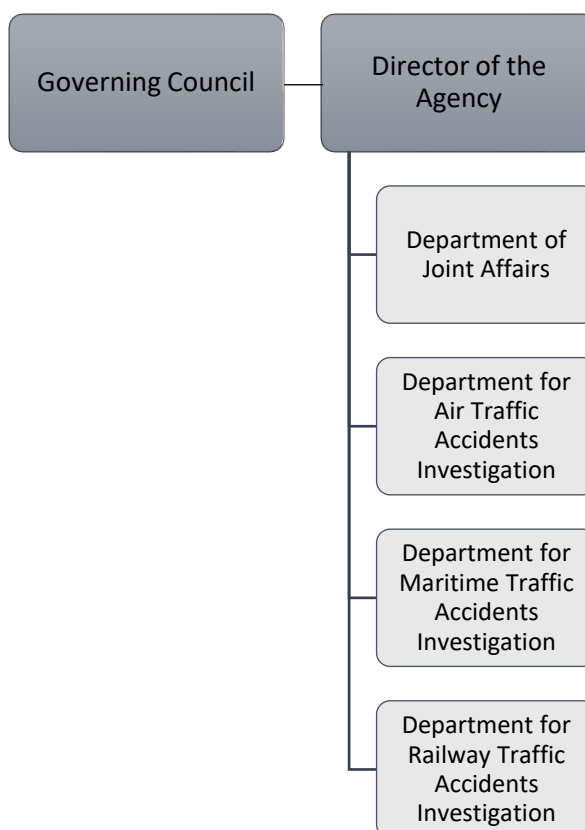 Governing Council
Director of the
Agency
Department of
Joint Affairs
Department for
Air Traffic
Accidents
Investigation
Department for
Maritime Traffic
Accidents
Investigation
Department for
Railway Traffic
Accidents
Investigation